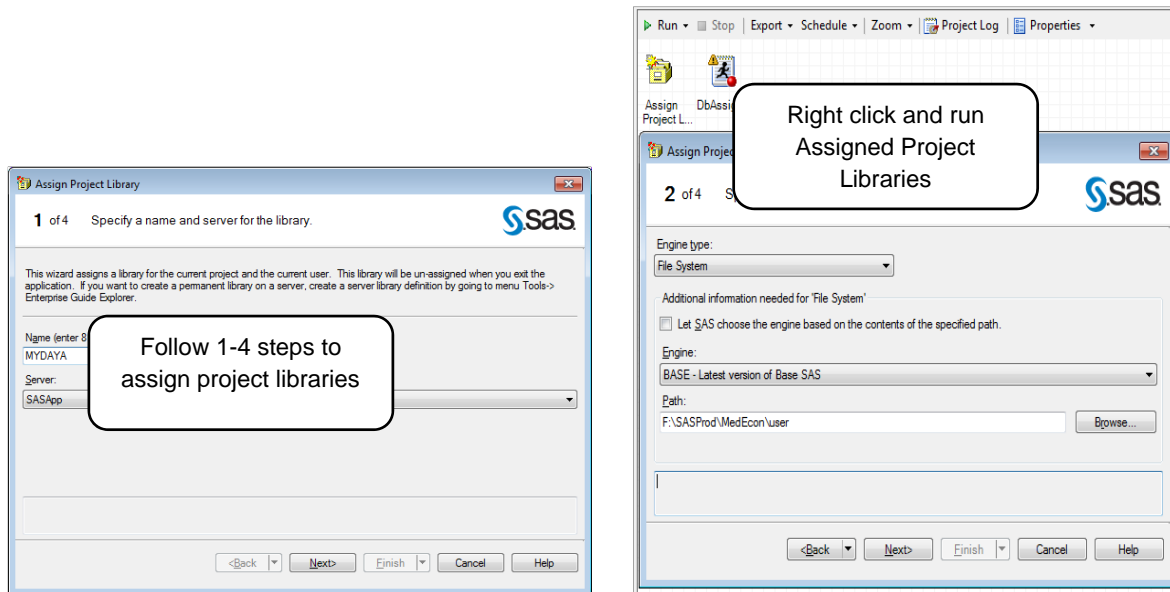 Assign Project Library
1 of 4 Specify a name and server for the library.
sas
This wizard assigns a library for the current project and the current user. This library will be un-assigned when you exit the
application. If you want to create a permanent library on a server, create a server library definition by going to menu Tools->
Enterprise Guide Explorer.
Name (enter 8
MYDAYA
Server:
SASApp
Follow 1-4 steps to
assign project libraries
<Back Next> Finish Cancel Help
Run Stop Export Schedule Zoom Project Log Properties
Assign
Project L...
Right click and run
Assigned Project
Libraries
2 of 4
sas
Engine type:
File System
Additional information needed for 'File System'
Let SAS choose the engine based on the contents of the specified path.
Engine:
BASE - Latest version of Base SAS
Path:
F:\SASProd\MedEcon\user
Browse...
<Back Next> Finish Cancel Help